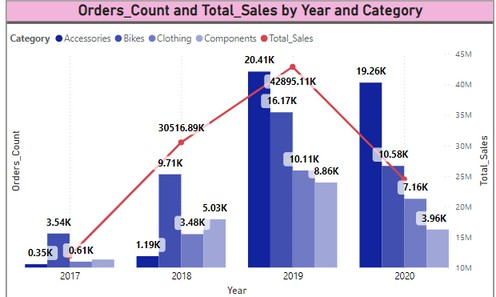 Orders_Count and Total_Sales by Year and Category
Category Accessories Bikes Clothing Components Total_Sales
45M
40M
35M
30M
25M
20M
15M
10M
Orders_Count
Total_Sales
0.35K
3.54K
0.61K
1.19K
9.71K
3.48K
5.03K
30516.89K
20.41K
16.17K
10.11K
8.86K
42895.11K
19.26K
10.58K
7.16K
3.96K
2017 2018 2019 2020
Year